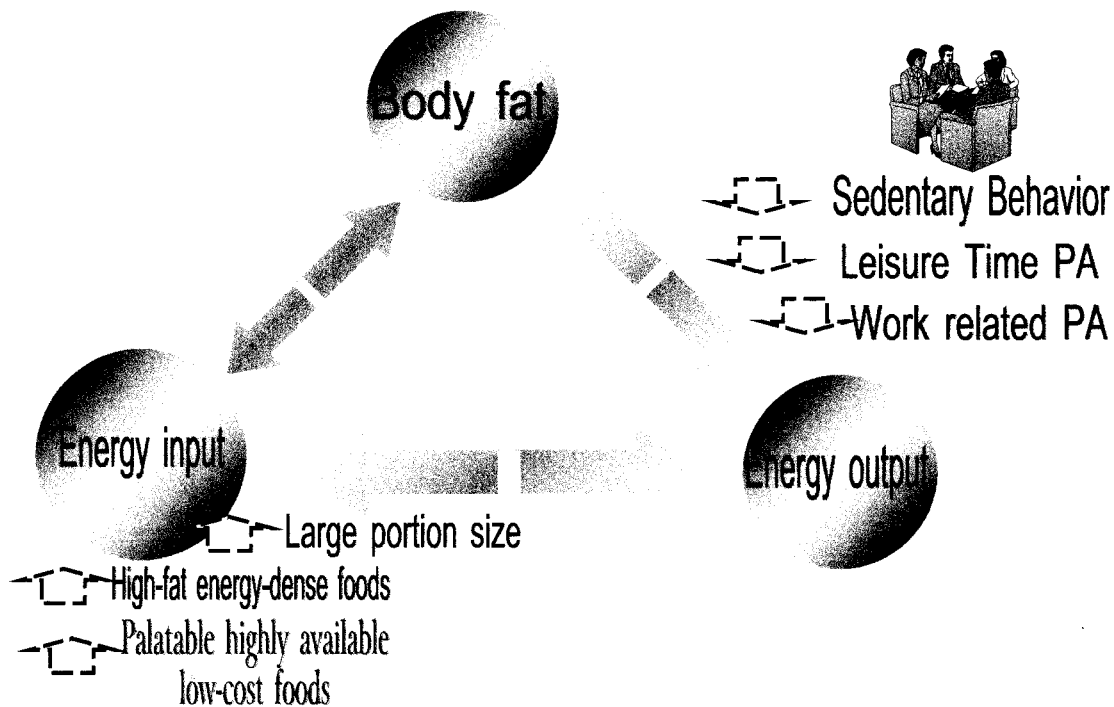 Body fat
Sedentary Behavior
Leisure Time PA
Work related PA
Energy input
Energy output
Large portion size
High-fat energy-dense foods
Palatable highly available
low-cost foods